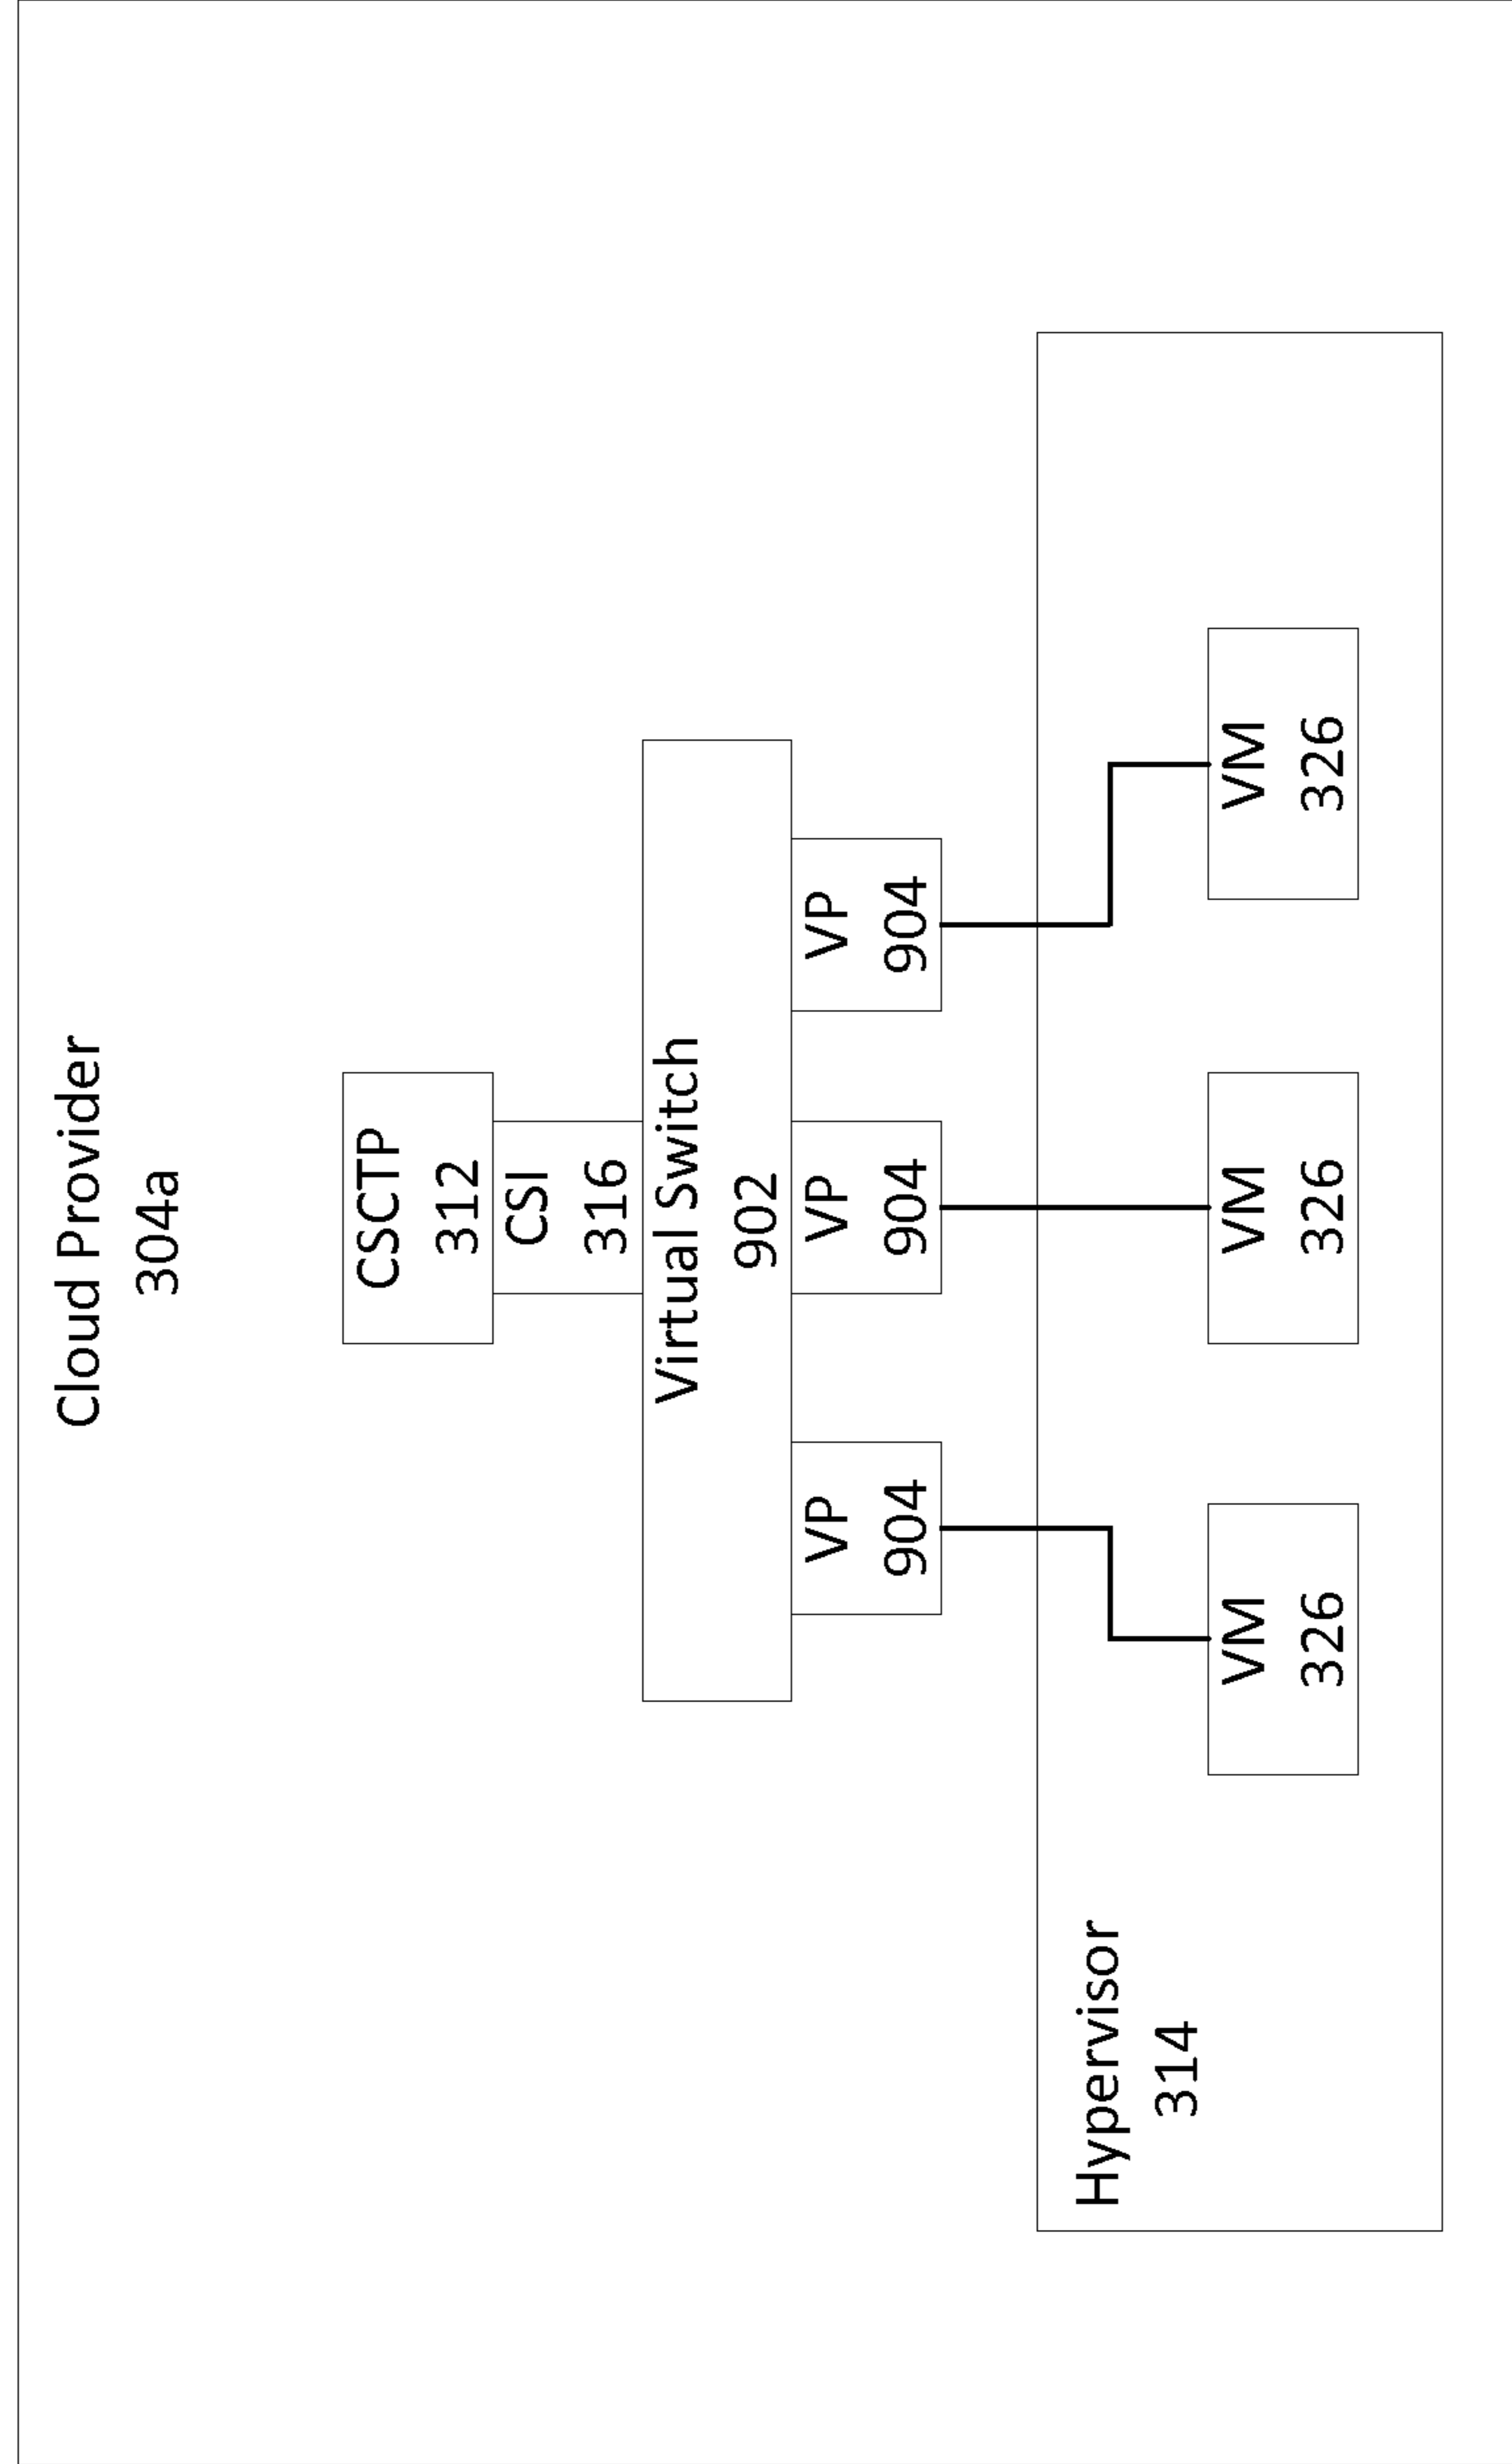 Cloud Provider
304a
CSCTP
312
CSI
316
Virtual Switch
902
VP
904
VP
904
VP
904
Hypervisor
314
VM
326
VM
326
VM
326